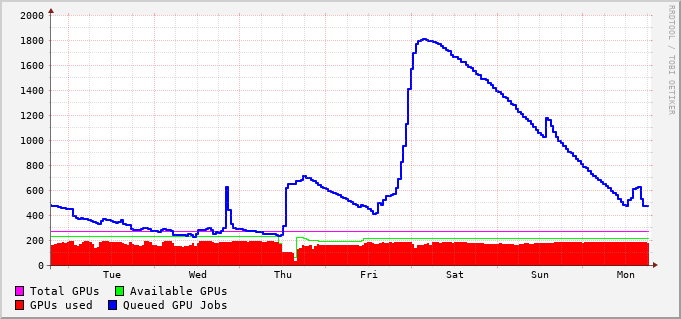 2000
1800
1600
1400
1200
1000
800
600
400
200
0
Tue Wed Thu Fri Sat Sun Mon
Total GPUs Available GPUs
GPUs used Queued GPU Jobs
RRDTOOL / TOBI OETIKER